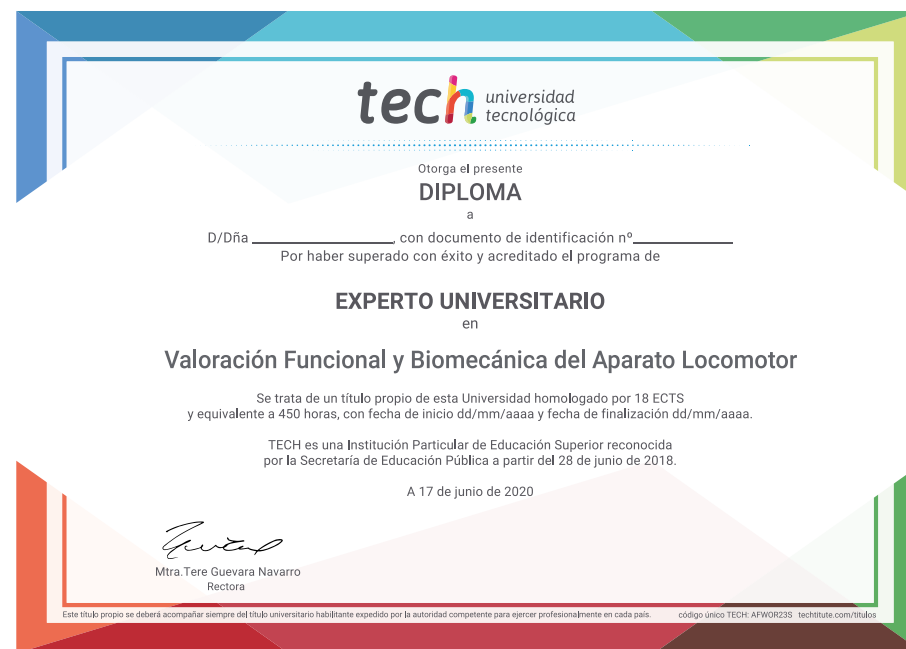 tech universidad
tecnológica
Otorga el presente
DIPLOMA
a
D/Dña ____________________, con documento de identificación nº______________
Por haber superado con éxito y acreditado el programa de
EXPERTO UNIVERSITARIO
en
Valoración Funcional y Biomecánica del Aparato Locomotor
Se trata de un título propio de esta Universidad homologado por 18 ECTS
y equivalente a 450 horas, con fecha de inicio dd/mm/aaaa y fecha de finalización dd/mm/aaaa.
TECH es una Institución Particular de Educación Superior reconocida
por la Secretaría de Educación Pública a partir del 28 de junio de 2018.
A 17 de junio de 2020
Mtra.Tere Guevara Navarro
Rectora
Este título propio se deberá acompañar siempre del título universitario habilitante expedido por la autoridad competente para ejercer profesionalmente en cada país. código único TECH: AFWOR23S techtitute.com/titulos